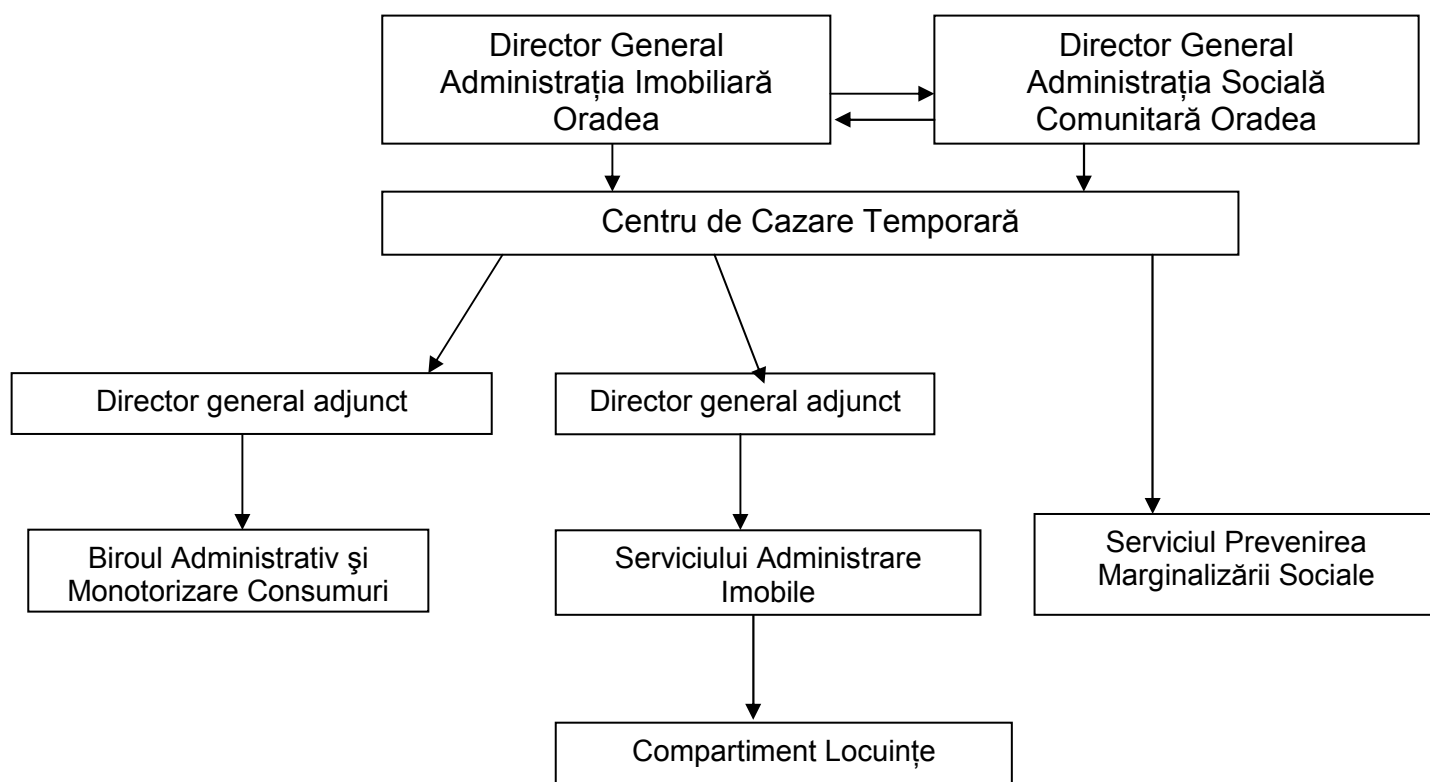 Director General
Administrația Imobiliară
Oradea
Director General
Administrația Socială
Comunitară Oradea
Centru de Cazare Temporară
Director general adjunct
Director general adjunct
Biroul Administrativ şi
Monotorizare Consumuri
Serviciului Administrare
Imobile
Serviciul Prevenirea
Marginalizării Sociale
Compartiment Locuințe